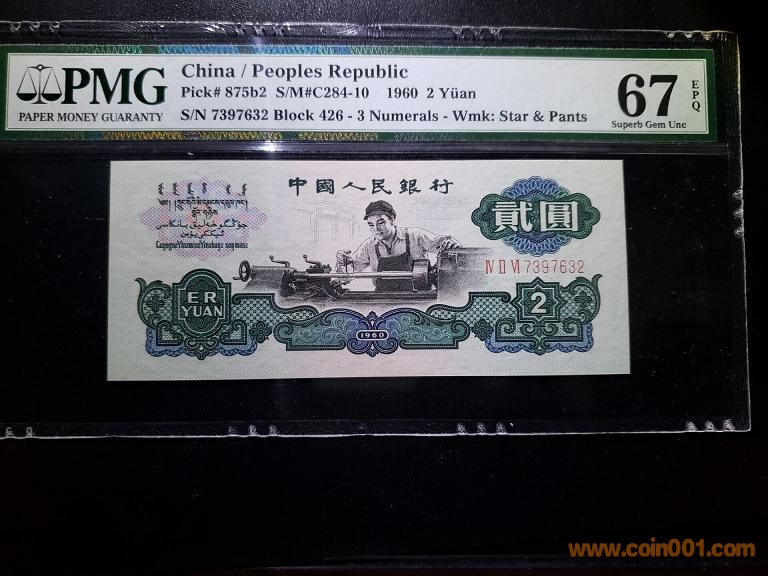 PMG
PAPER MONEY GUARANTY
China / Peoples Republic
Pick# 875b2 S/M#C284-10 1960 2 Yüan
S/N 7397632 Block 426 - 3 Numerals - Wmk: Star & Pants
67
EPQ
Superb Gem Unc
中國人民銀行
貳圓
ⅣⅡⅥ7397632
ER
YUAN
1960
2
www.coin001.com